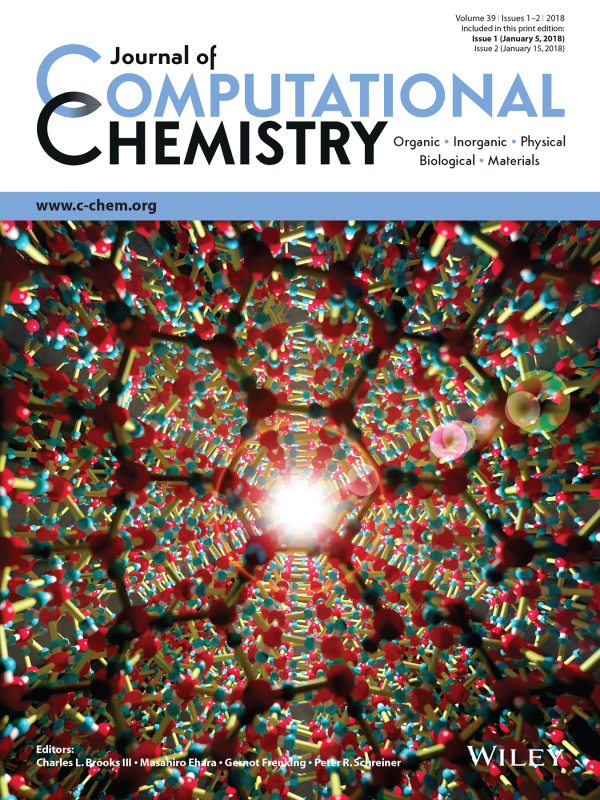 Volume 39 | Issues 1–2 | 2018
Included in this print edition:
Issue 1 (January 5, 2018)
Issue 2 (January 15, 2018)
Journal of
COMPUTATIONAL
CHEMISTRY
Organic • Inorganic • Physical
Biological • Materials
www.c-chem.org
Editors:
Charles L. Brooks III • Masahiro Ehara • Gernot Frenking • Peter R. Schreiner
WILEY